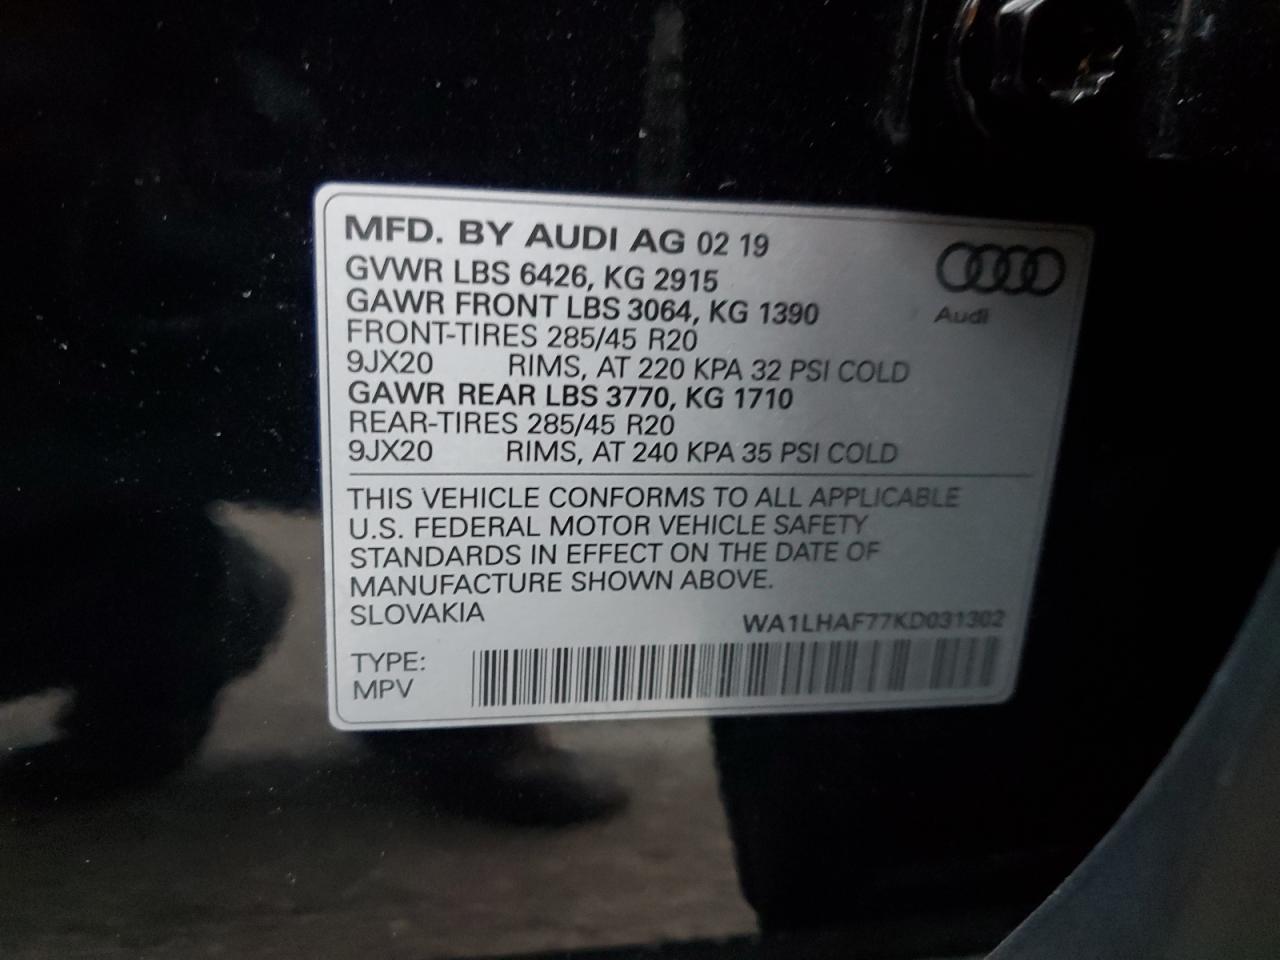 MFD. BY AUDI AG 02 19
GVWR LBS 6426, KG 2915
GAWR FRONT LBS 3064, KG 1390
FRONT-TIRES 285/45 R20
9JX20 RIMS, AT 220 KPA 32 PSI COLD
GAWR REAR LBS 3770, KG 1710
REAR-TIRES 285/45 R20
9JX20 RIMS, AT 240 KPA 35 PSI COLD
Audi
THIS VEHICLE CONFORMS TO ALL APPLICABLE
U.S. FEDERAL MOTOR VEHICLE SAFETY
STANDARDS IN EFFECT ON THE DATE OF
MANUFACTURE SHOWN ABOVE.
SLOVAKIA WA1LHAF77KD031302
TYPE:
MPV